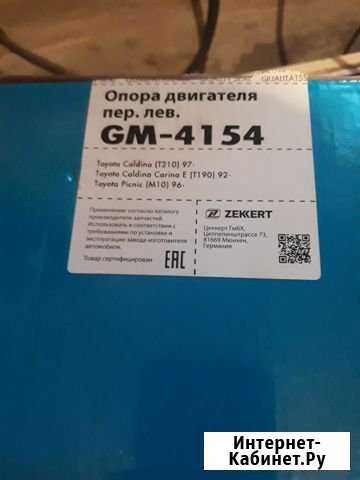 QUALITÄTSS
Опора двигателя
пер. лев.
GM-4154
Toyota Caldina (T210) 97-
Toyota Caldina Carina E (T190) 92-
Toyota Picnic (M10) 96-
Применение согласно каталогу
производителя запчастей.
Использовать в соответствии с
требованиями по установке и
эксплуатации завода-изготовителя
автомобиля.
Товар сертифицирован
EAC
ZEKERT
Цеккерт ГмбХ,
Цеппелинштрассе 73,
81669 Мюнхен,
Германия
Интернет-
Кабинет.Ру